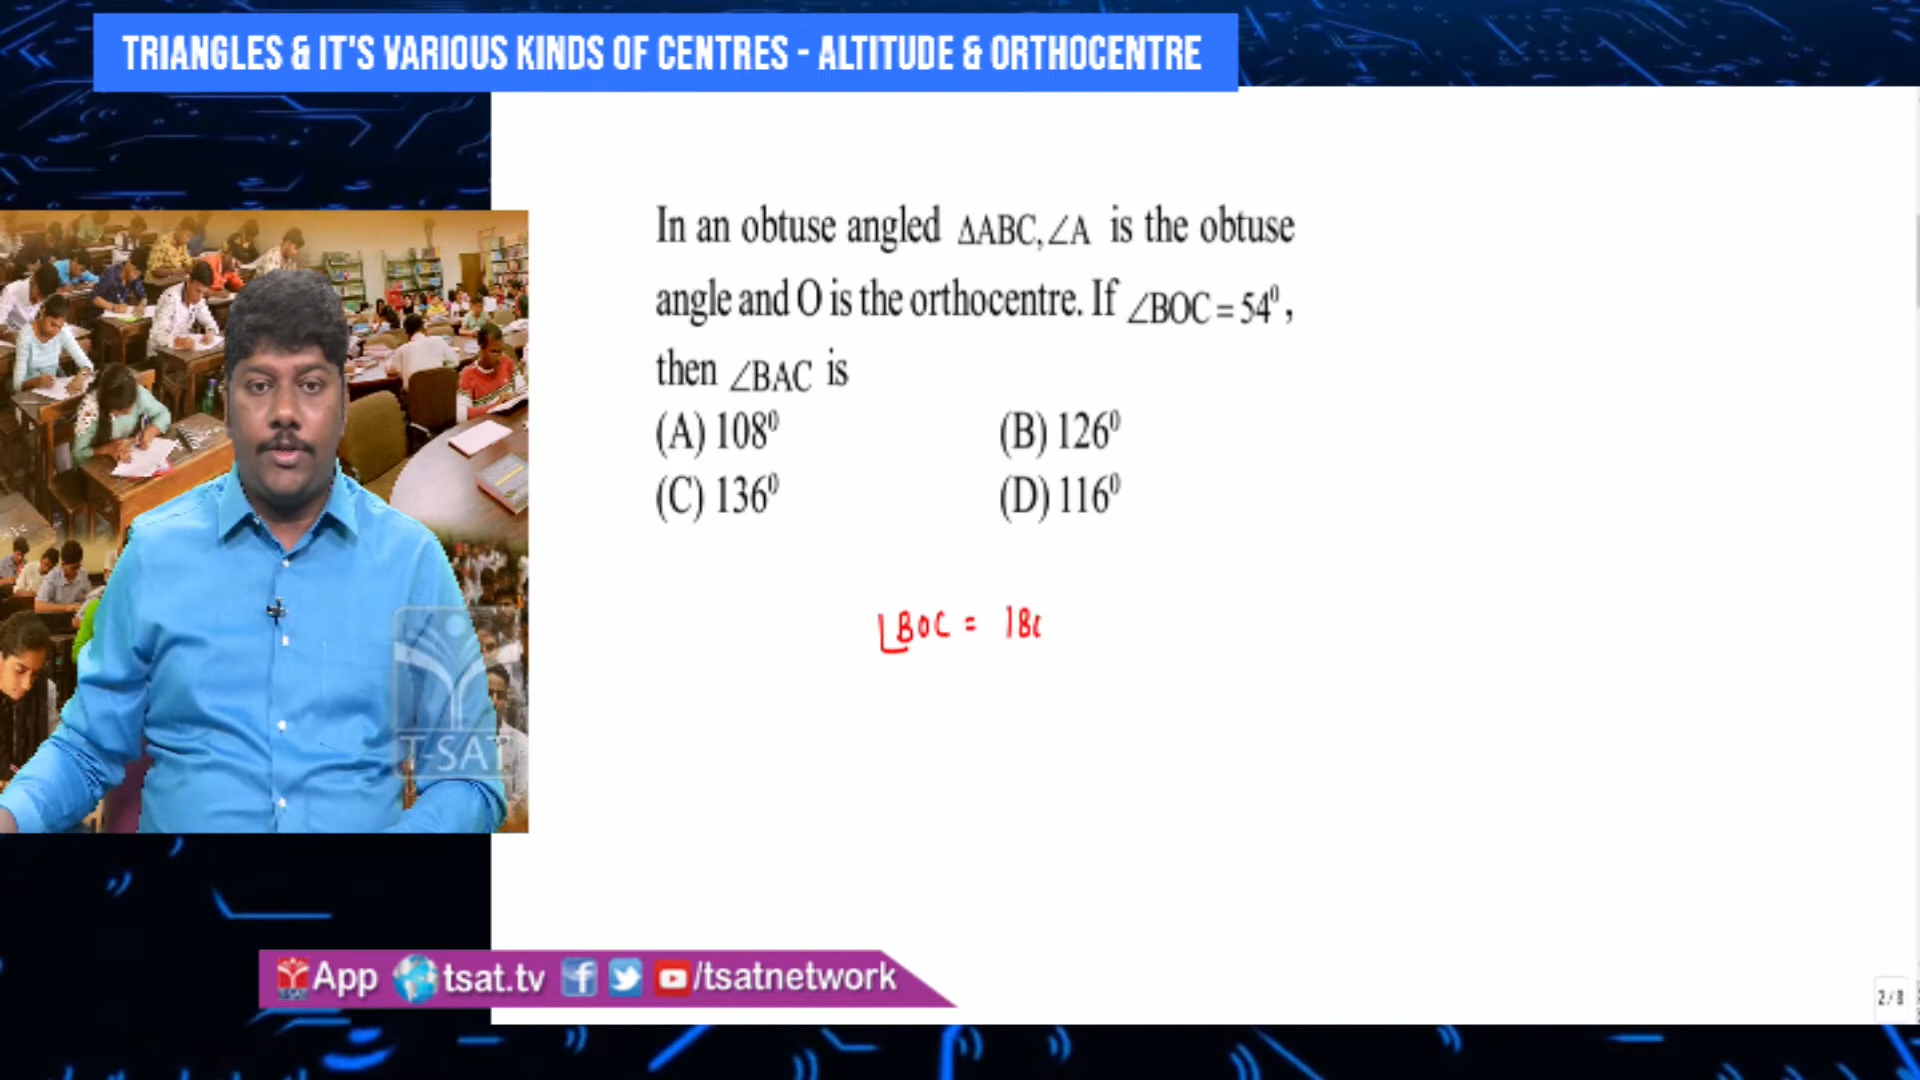 TRIANGLES & IT'S VARIOUS KINDS OF CENTRES - ALTITUDE & ORTHOCENTRE
In an obtuse angled ΔABC, ∠A is the obtuse
angle and O is the orthocentre. If ∠BOC = 54⁰,
then ∠BAC is
(A) 108⁰ (B) 126⁰
(C) 136⁰ (D) 116⁰
∠BOC = 18
T-SAT
App tsat.tv /tsatnetwork
2 / 8